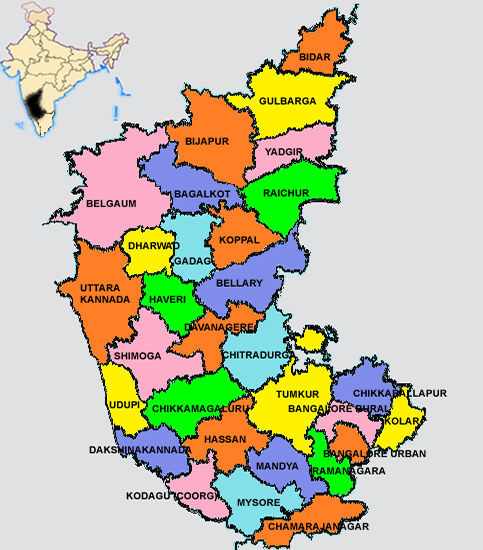 BIDAR
GULBARGA
BIJAPUR
YADGIR
BAGALKOT
RAICHUR
BELGAUM
DHARWAD
KOPPAL
GADAG
BELLARY
UTTARA
KANNADA
HAVERI
DAVANAGERE
SHIMOGA
CHITRADURGA
TUMKUR
CHIKKABALLAPUR
UDUPI
CHIKKAMAGALURU
BANGALORE RURAL
KOLAR
HASSAN
DAKSHINAKANNADA
BANGALORE URBAN
MANDYA
RAMANAGARA
KODAGU (COORG)
MYSORE
CHAMARAJANAGAR